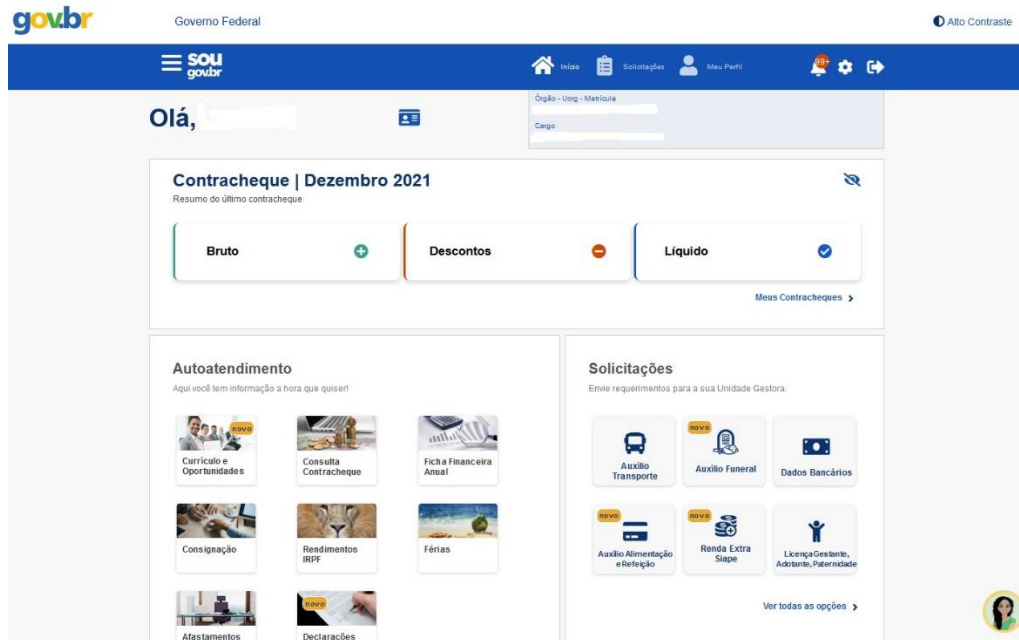 gov.br
Governo Federal
Alto Contraste
sou
gov.br
Início
Solicitações
Meu Perfil
99+
Olá,
Órgão - Uorg - Matrícula
Cargo
Contracheque | Dezembro 2021
Resumo do último contracheque
Bruto
Descontos
Líquido
Meus Contracheques
Autoatendimento
Aqui você tem informação a hora que quiser!
novo
Currículo e
Oportunidades
Consulta
Contracheque
Ficha Financeira
Anual
Consignação
Rendimentos
IRPF
Férias
Afastamentos
novo
Declarações
Solicitações
Envie requerimentos para a sua Unidade Gestora.
Auxílio
Transporte
novo
Auxílio Funeral
Dados Bancários
novo
Auxílio Alimentação
e Refeição
novo
Renda Extra
Siape
Licença Gestante,
Adotante, Paternidade
Ver todas as opções